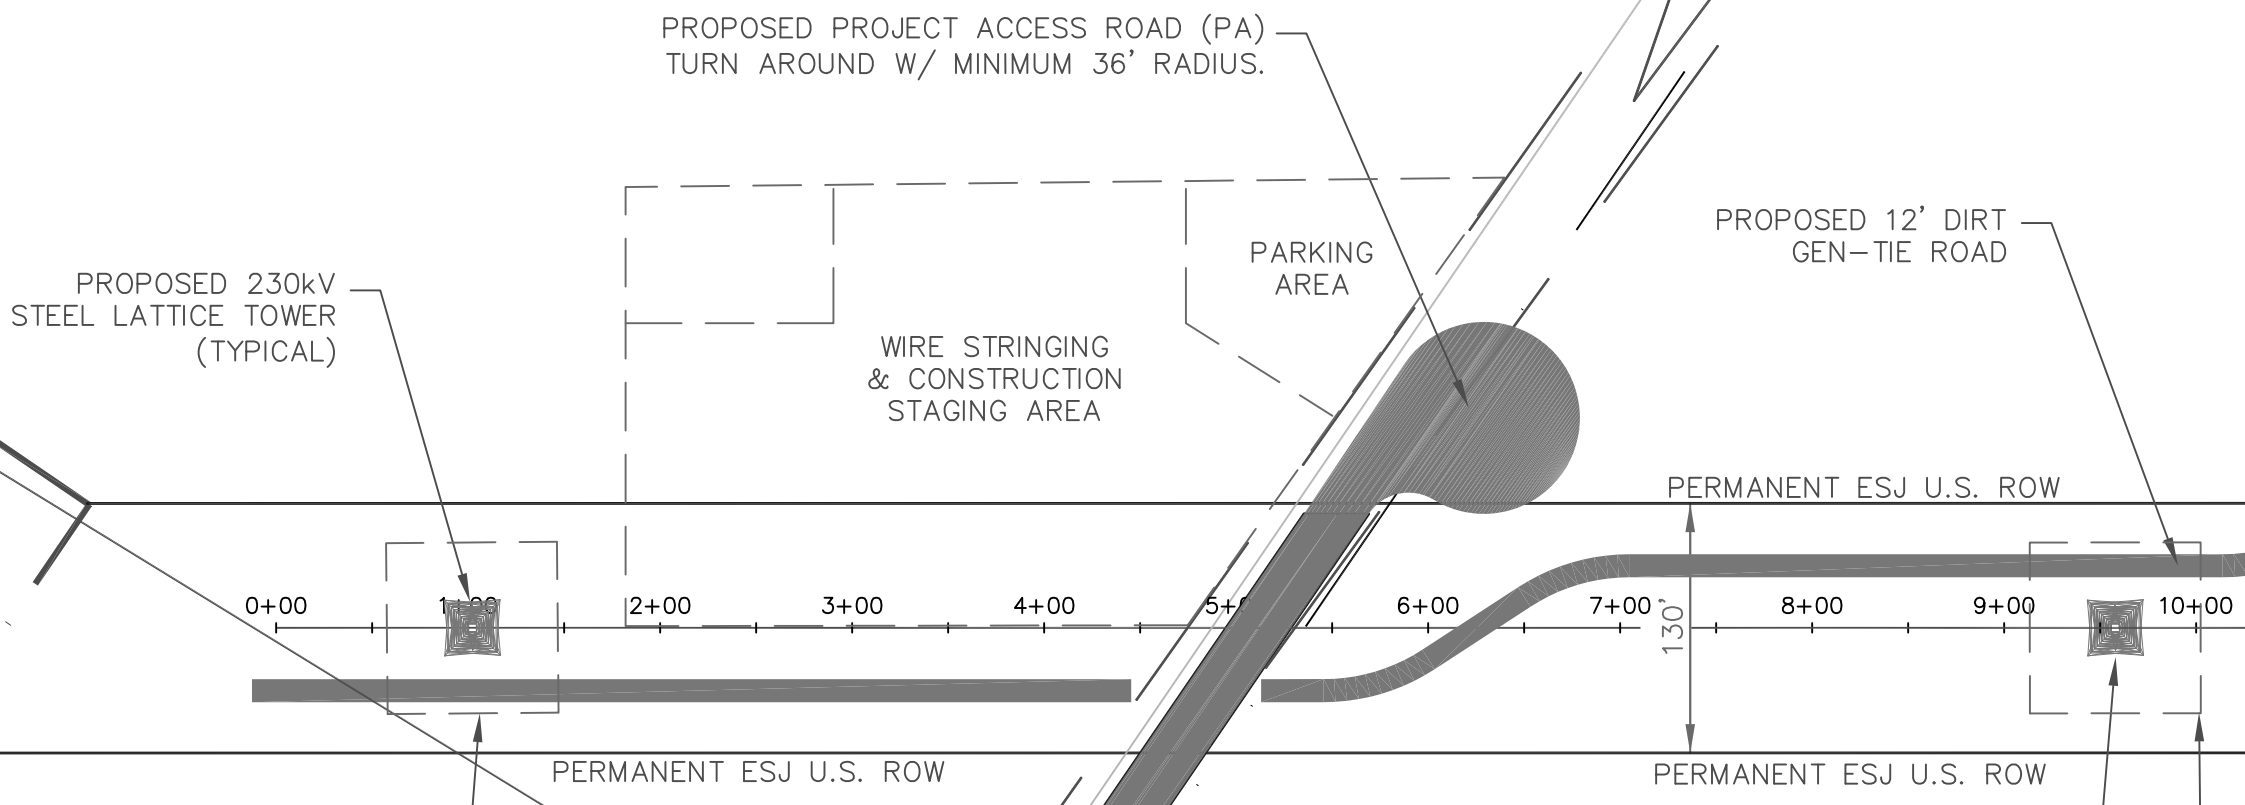 PROPOSED PROJECT ACCESS ROAD (PA)
TURN AROUND W/ MINIMUM 36' RADIUS.
PROPOSED 12' DIRT
GEN-TIE ROAD
PARKING
AREA
PROPOSED 230kV
STEEL LATTICE TOWER
(TYPICAL)
WIRE STRINGING
& CONSTRUCTION
STAGING AREA
PERMANENT ESJ U.S. ROW
0+00
1+00
2+00
3+00
4+00
6+00
7+00
8+00
9+00
10+00
130'
PERMANENT ESJ U.S. ROW
PERMANENT ESJ U.S. ROW